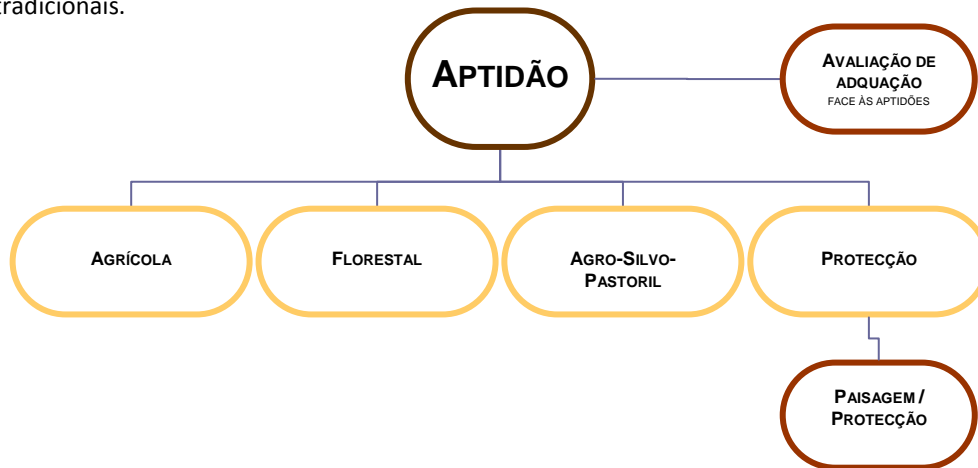 tradicionais.
APTIDÃO
AVALIAÇÃO DE
ADQUAÇÃO
FACE ÀS APTIDÕES
AGRÍCOLA
FLORESTAL
AGRO-SILVO-
PASTORIL
PROTECÇÃO
PAISAGEM /
PROTECÇÃO